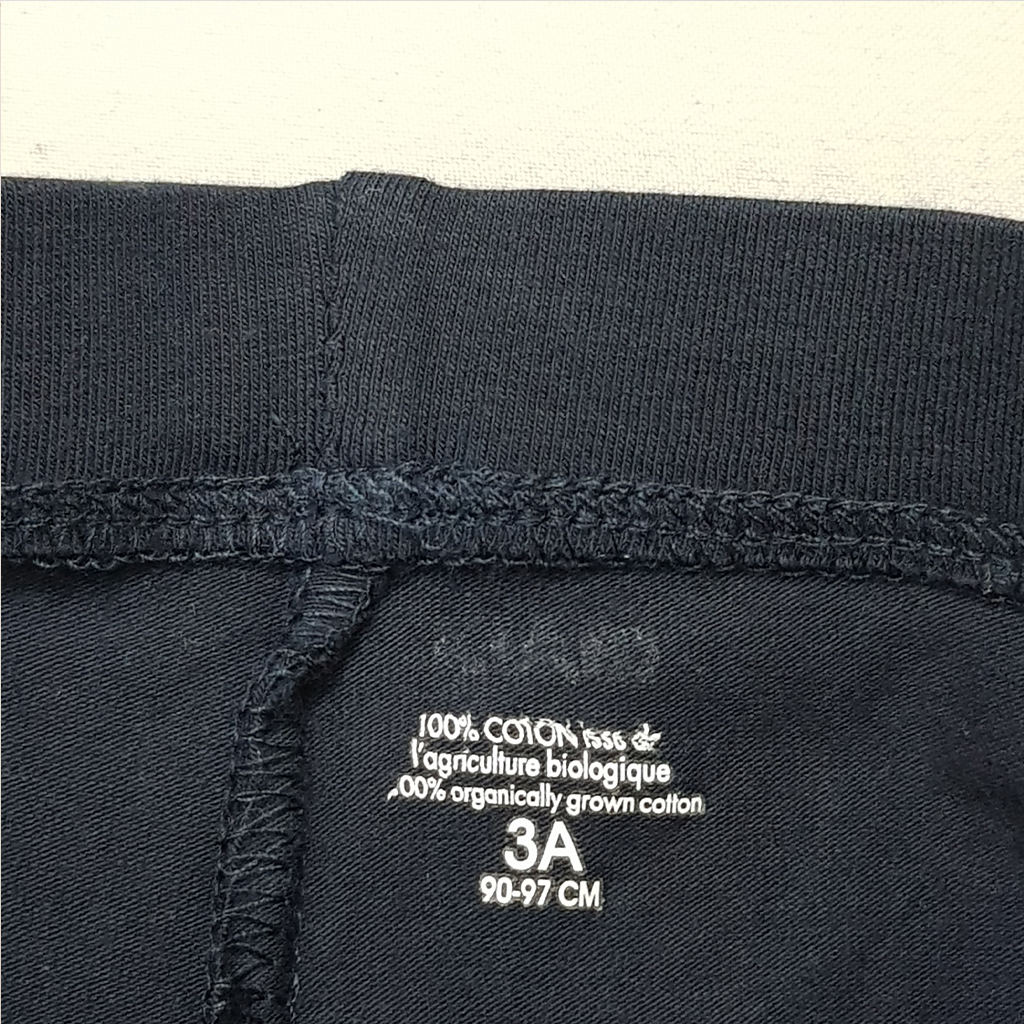 100% COTON issu de
l'agriculture biologique
100% organically grown cotton
3A
90-97 CM